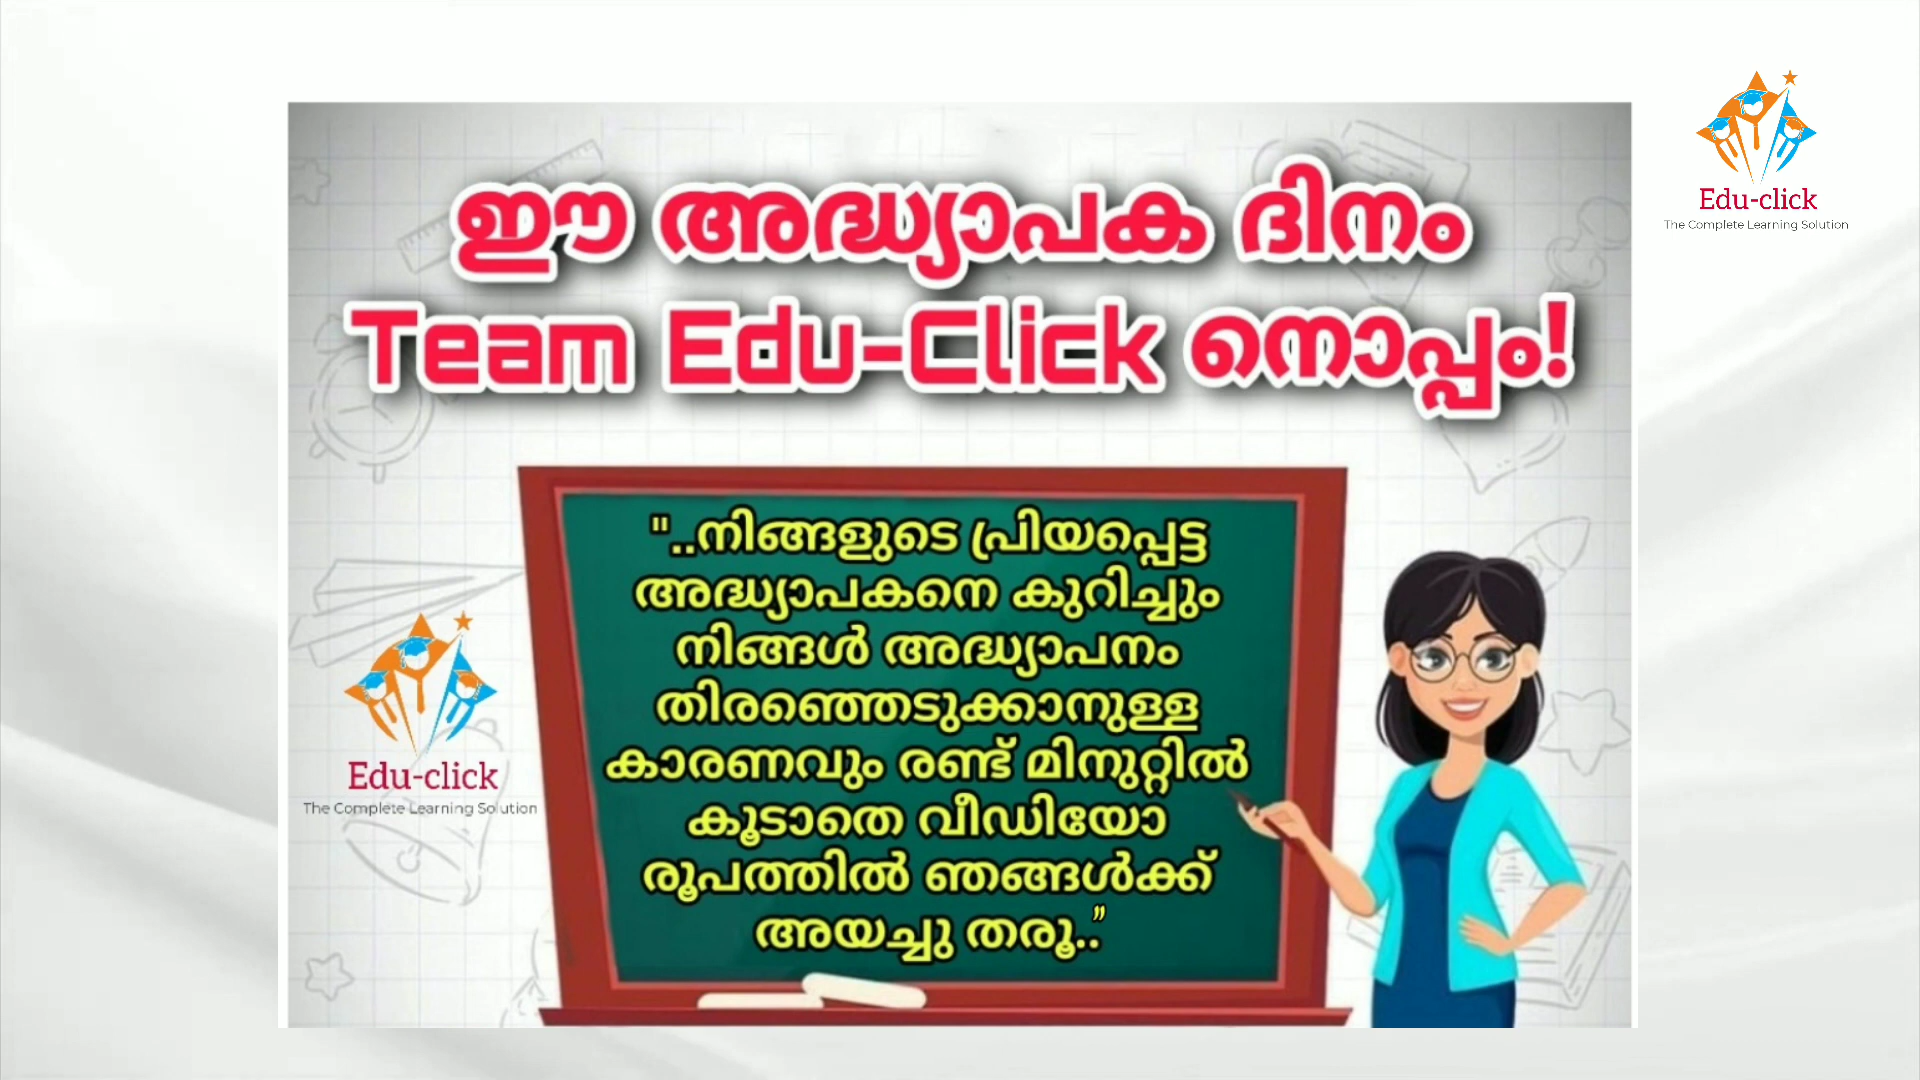 Edu-click
The Complete Learning Solution
ഈ അദ്ധ്യാപക ദിനം
Team Edu-Click നൊപ്പം!
"..നിങ്ങളുടെ പ്രിയപ്പെട്ട
അദ്ധ്യാപകനെ കുറിച്ചും
നിങ്ങൾ അദ്ധ്യാപനം
തിരഞ്ഞെടുക്കാനുള്ള
കാരണവും രണ്ട് മിനുറ്റിൽ
കൂടാതെ വീഡിയോ
രൂപത്തിൽ ഞങ്ങൾക്ക്
അയച്ചു തരൂ.."
Edu-click
The Complete Learning Solution